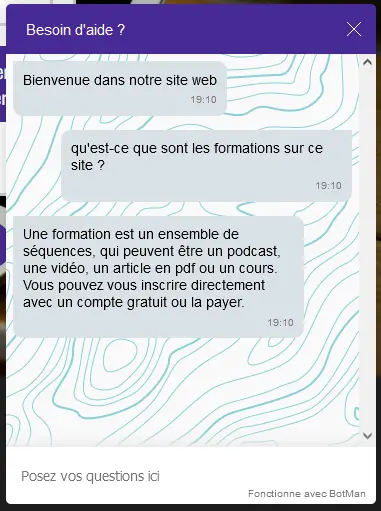 Besoin d'aide ?
Bienvenue dans notre site web
19:10
qu'est-ce que sont les formations sur ce
site ?
19:10
Une formation est un ensemble de
séquences, qui peuvent être un podcast,
une vidéo, un article en pdf ou un cours.
Vous pouvez vous inscrire directement
avec un compte gratuit ou la payer.
19:10
Posez vos questions ici
Fonctionne avec BotMan